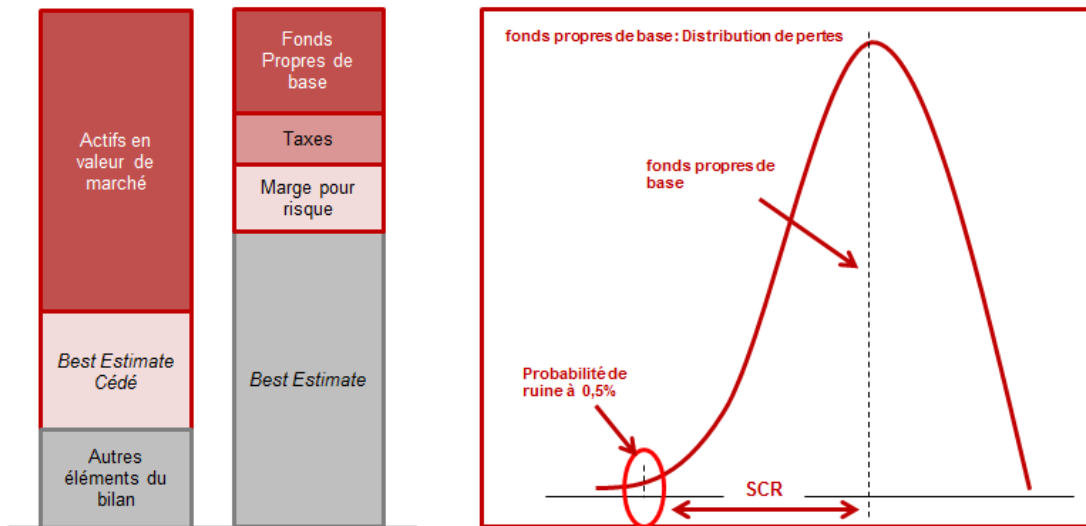 Actifs en
valeur de
marché
Best Estimate
Cédé
Autres
éléments du
bilan
Fonds
Propres de
base
Taxes
Marge pour
risque
Best Estimate
fonds propres de base: Distribution de pertes
fonds propres de
base
Probabilité de
ruine à 0,5%
SCR